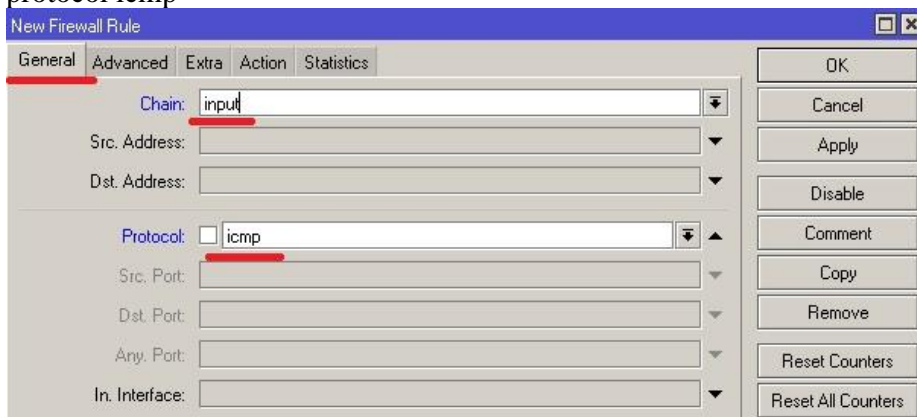 protocol icmp
New Firewall Rule
General Advanced Extra Action Statistics
OK
Chain: input
Cancel
Src. Address:
Apply
Dst. Address:
Disable
Protocol: icmp
Comment
Src. Port:
Copy
Dst. Port:
Remove
Any. Port:
Reset Counters
In. Interface:
Reset All Counters